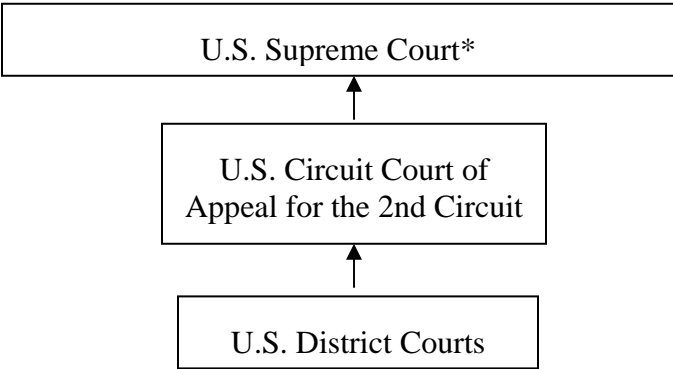 U.S. Supreme Court*
U.S. Circuit Court of
Appeal for the 2nd Circuit
U.S. District Courts